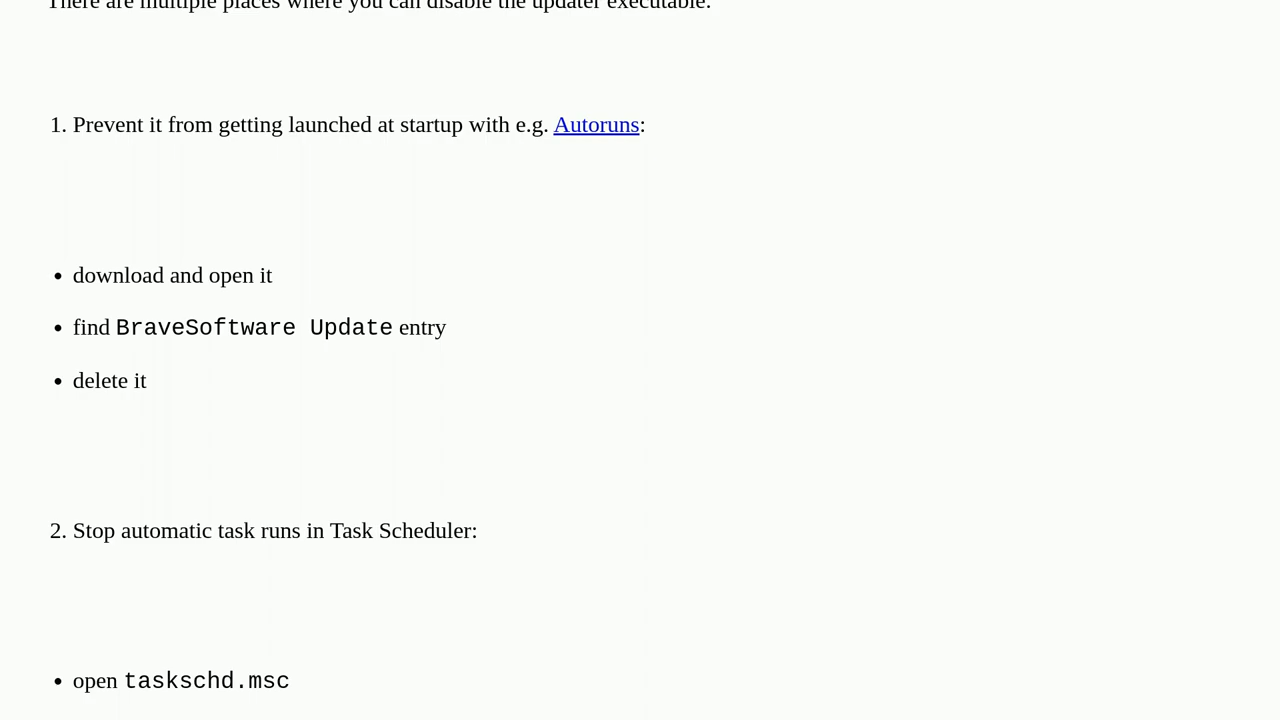 There are multiple places where you can disable the updater executable.
1. Prevent it from getting launched at startup with e.g. Autoruns:
• download and open it
• find BraveSoftware Update entry
• delete it
2. Stop automatic task runs in Task Scheduler:
• open taskschd.msc